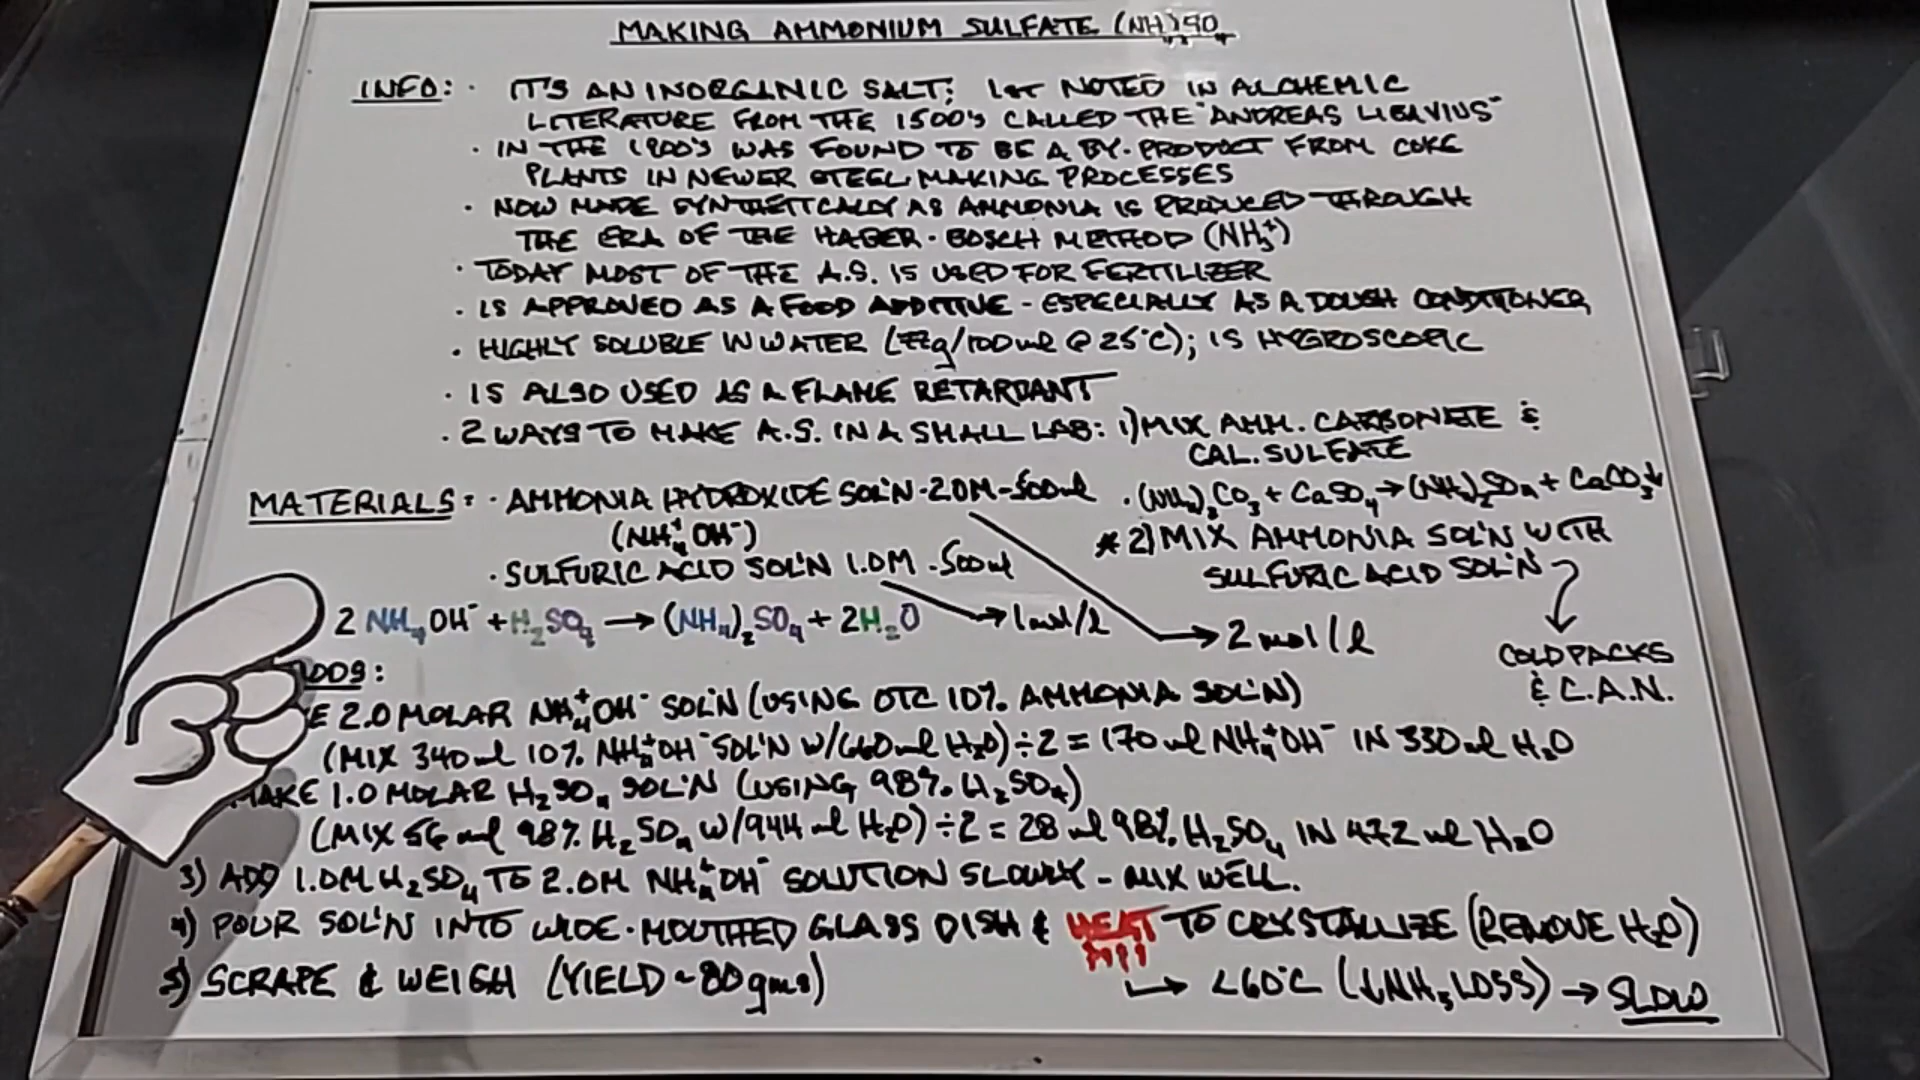 MAKING AMMONIUM SULFATE (NH4)2SO4
INFO: · IT'S AN INORGANIC SALT; 1ST NOTED IN ALCHEMIC
LITERATURE FROM THE 1500'S CALLED THE "ANDREAS LIBAVIUS"
· IN THE 1900'S WAS FOUND TO BE A BY-PRODUCT FROM COKE
PLANTS IN NEWER STEEL MAKING PROCESSES
· NOW MADE SYNTHETICALLY AS AMMONIA IS PRODUCED THROUGH
THE ERA OF THE HABER-BOSCH METHOD (NH3+)
· TODAY MOST OF THE A.S. IS USED FOR FERTILIZER
· IS APPROVED AS A FOOD ADDITIVE - ESPECIALLY AS A DOUGH CONDITIONER
· HIGHLY SOLUBLE IN WATER (77g/100ml @ 25°C); IS HYGROSCOPIC
· IS ALSO USED AS A FLAME RETARDANT
· 2 WAYS TO MAKE A.S. IN A SMALL LAB: 1) MIX AMM. CARBONATE &
CAL. SULFATE
· (NH4)2CO3 + CaSO4 → (NH4)2SO4 + CaCO3↓
* 2) MIX AMMONIA SOL'N WITH
SULFURIC ACID SOL'N
COLD PACKS
& C.A.N.
MATERIALS: · AMMONIA HYDROXIDE SOL'N - 2.0M - 500ml
(NH4+OH-)
· SULFURIC ACID SOL'N 1.0M - 500ml
→ 1mol/l
→ 2mol/l
2 NH4OH- + H2SO4 → (NH4)2SO4 + 2H2O
ODS:
E 2.0 MOLAR NH4+OH- SOL'N (USING OTC 10% AMMONIA SOL'N)
(MIX 340ml 10% NH4+OH- SOL'N W/660ml H2O) ÷ 2 = 170ml NH4+OH- IN 330ml H2O
MAKE 1.0 MOLAR H2SO4 SOL'N (USING 98% H2SO4)
(MIX 56ml 98% H2SO4 W/944ml H2O) ÷ 2 = 28ml 98% H2SO4 IN 472ml H2O
3) ADD 1.0M H2SO4 TO 2.0M NH4+OH- SOLUTION SLOWLY - MIX WELL.
4) POUR SOL'N INTO WIDE-MOUTHED GLASS DISH & HEAT TO CRYSTALLIZE (REMOVE H2O)
→ <60°C (↓NH3 LOSS) → SLOW
5) SCRAPE & WEIGH (YIELD ~80gms)